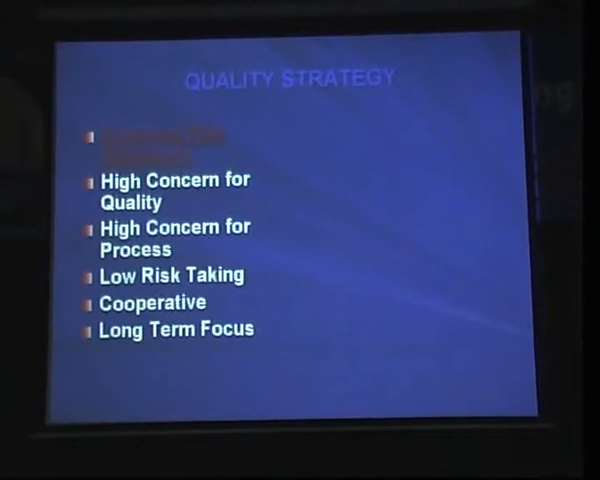 QUALITY STRATEGY
High Concern for
Quality
High Concern for
Process
Low Risk Taking
Cooperative
Long Term Focus